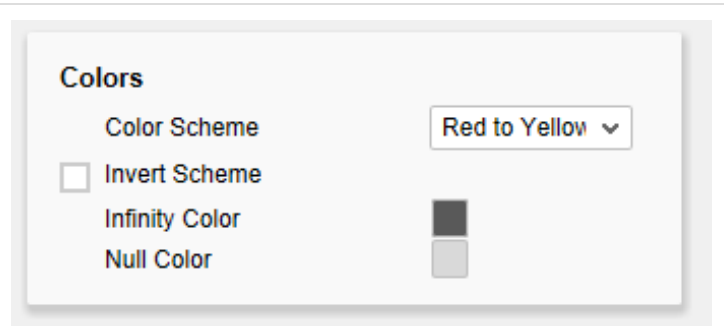 Colors
Color Scheme Red to Yellow
Invert Scheme
Infinity Color
Null Color